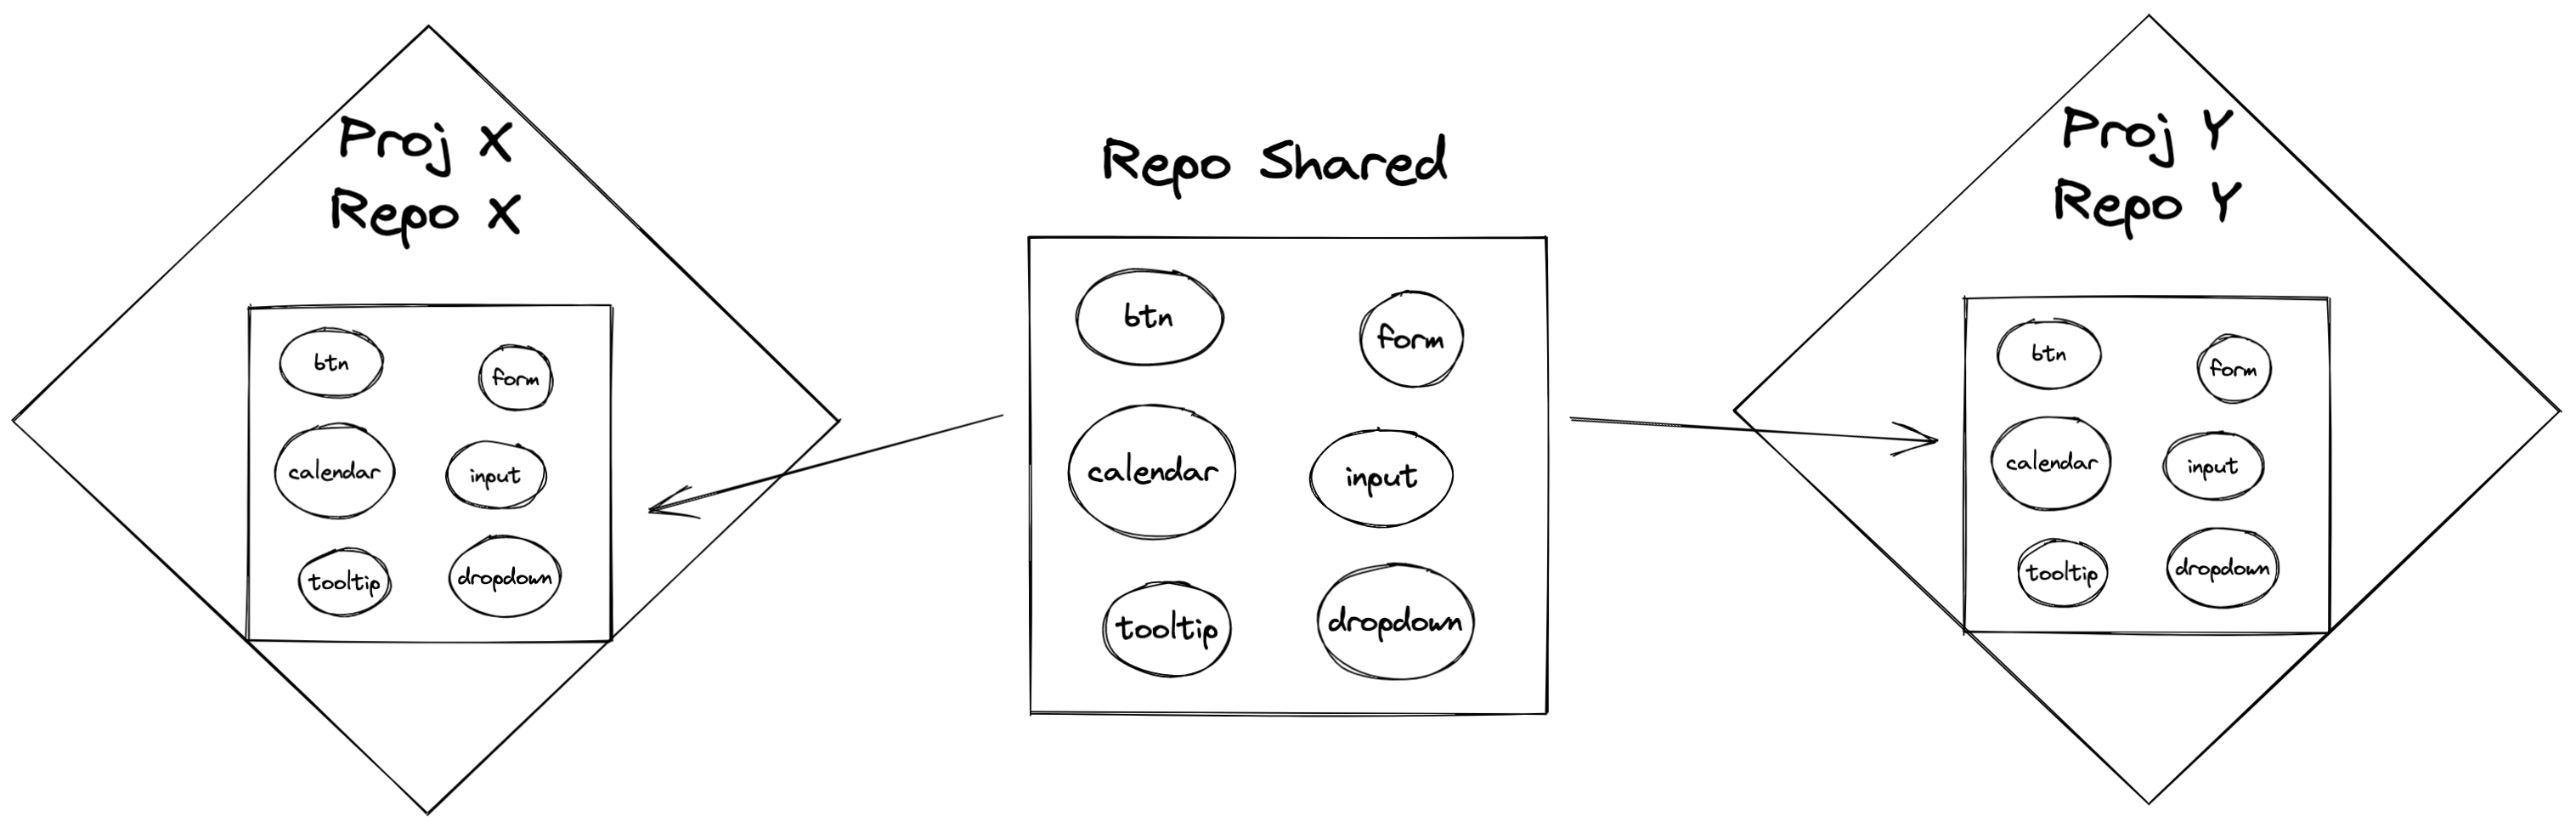 Proj X
Repo X
btn
form
calendar
input
tooltip
dropdown
Repo Shared
btn
form
calendar
input
tooltip
dropdown
Proj Y
Repo Y
btn
form
calendar
input
tooltip
dropdown